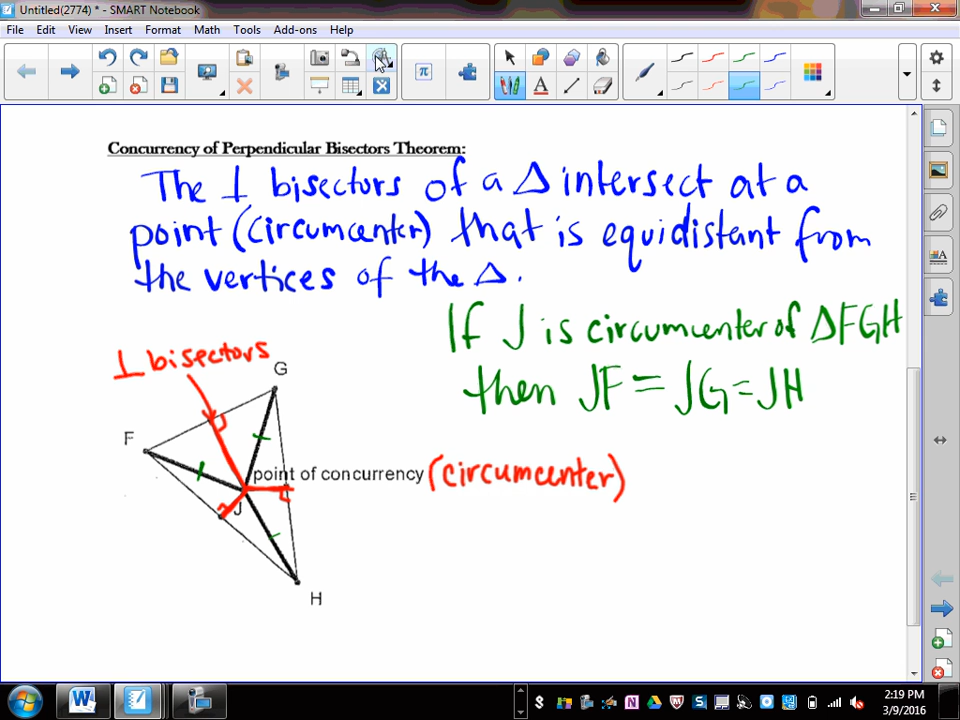 Untitled(2774) * - SMART Notebook
File Edit View Insert Format Math Tools Add-ons Help
Concurrency of Perpendicular Bisectors Theorem:
The ⊥ bisectors of a Δ intersect at a
point (circumcenter) that is equidistant from
the vertices of the Δ.
If J is circumcenter of ΔFGH
then JF = JG = JH
⊥ bisectors
G
F
point of concurrency (circumcenter)
J
H
2:19 PM
3/9/2016